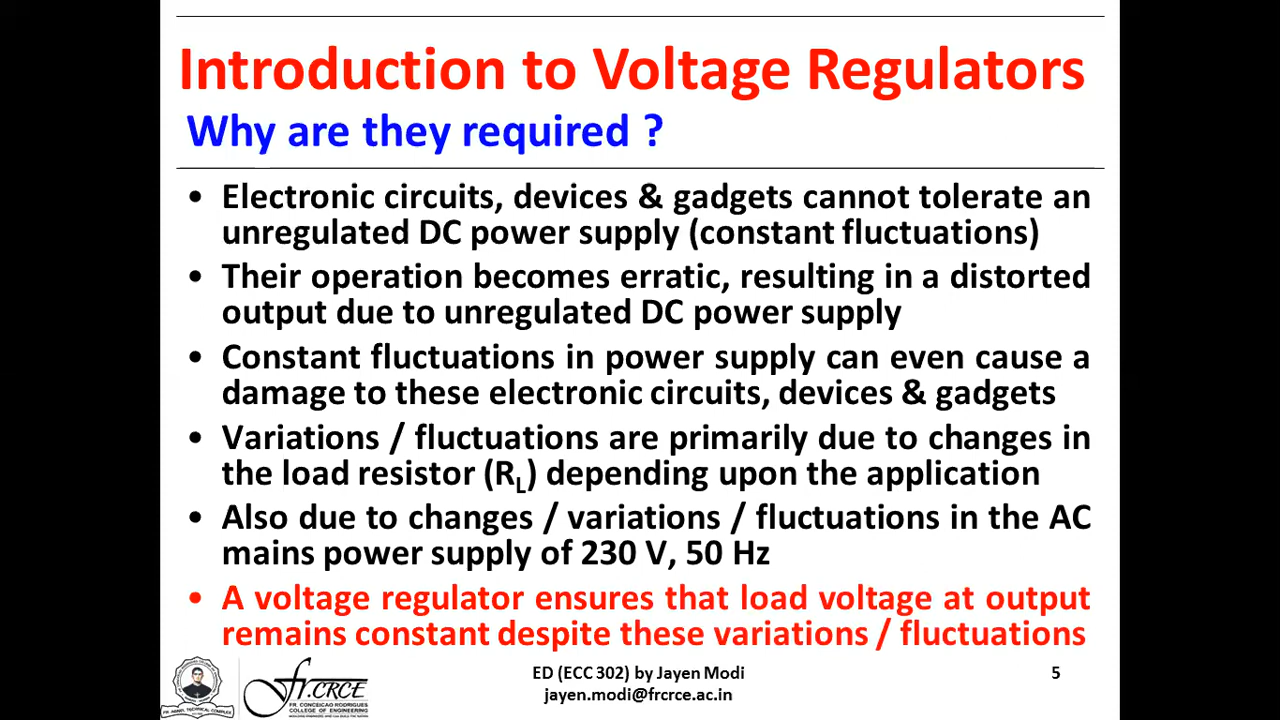 Introduction to Voltage Regulators
Why are they required ?
• Electronic circuits, devices & gadgets cannot tolerate an
unregulated DC power supply (constant fluctuations)
• Their operation becomes erratic, resulting in a distorted
output due to unregulated DC power supply
• Constant fluctuations in power supply can even cause a
damage to these electronic circuits, devices & gadgets
• Variations / fluctuations are primarily due to changes in
the load resistor (RL) depending upon the application
• Also due to changes / variations / fluctuations in the AC
mains power supply of 230 V, 50 Hz
• A voltage regulator ensures that load voltage at output
remains constant despite these variations / fluctuations
Fr. CRCE
FR. CONCEICAO RODRIGUES
COLLEGE OF ENGINEERING
ED (ECC 302) by Jayen Modi
jayen.modi@frcrce.ac.in
5